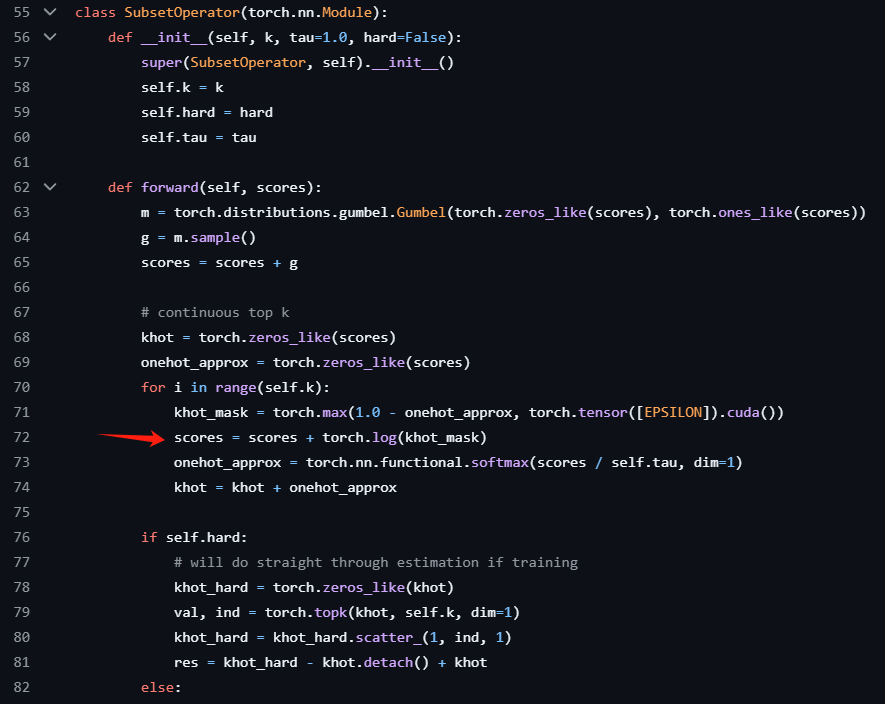 55 class SubsetOperator(torch.nn.Module):
56 def __init__(self, k, tau=1.0, hard=False):
57 super(SubsetOperator, self).__init__()
58 self.k = k
59 self.hard = hard
60 self.tau = tau
61
62 def forward(self, scores):
63 m = torch.distributions.gumbel.Gumbel(torch.zeros_like(scores), torch.ones_like(scores))
64 g = m.sample()
65 scores = scores + g
66
67 # continuous top k
68 khot = torch.zeros_like(scores)
69 onehot_approx = torch.zeros_like(scores)
70 for i in range(self.k):
71 khot_mask = torch.max(1.0 - onehot_approx, torch.tensor([EPSILON]).cuda())
72 scores = scores + torch.log(khot_mask)
73 onehot_approx = torch.nn.functional.softmax(scores / self.tau, dim=1)
74 khot = khot + onehot_approx
75
76 if self.hard:
77 # will do straight through estimation if training
78 khot_hard = torch.zeros_like(khot)
79 val, ind = torch.topk(khot, self.k, dim=1)
80 khot_hard = khot_hard.scatter_(1, ind, 1)
81 res = khot_hard - khot.detach() + khot
82 else: